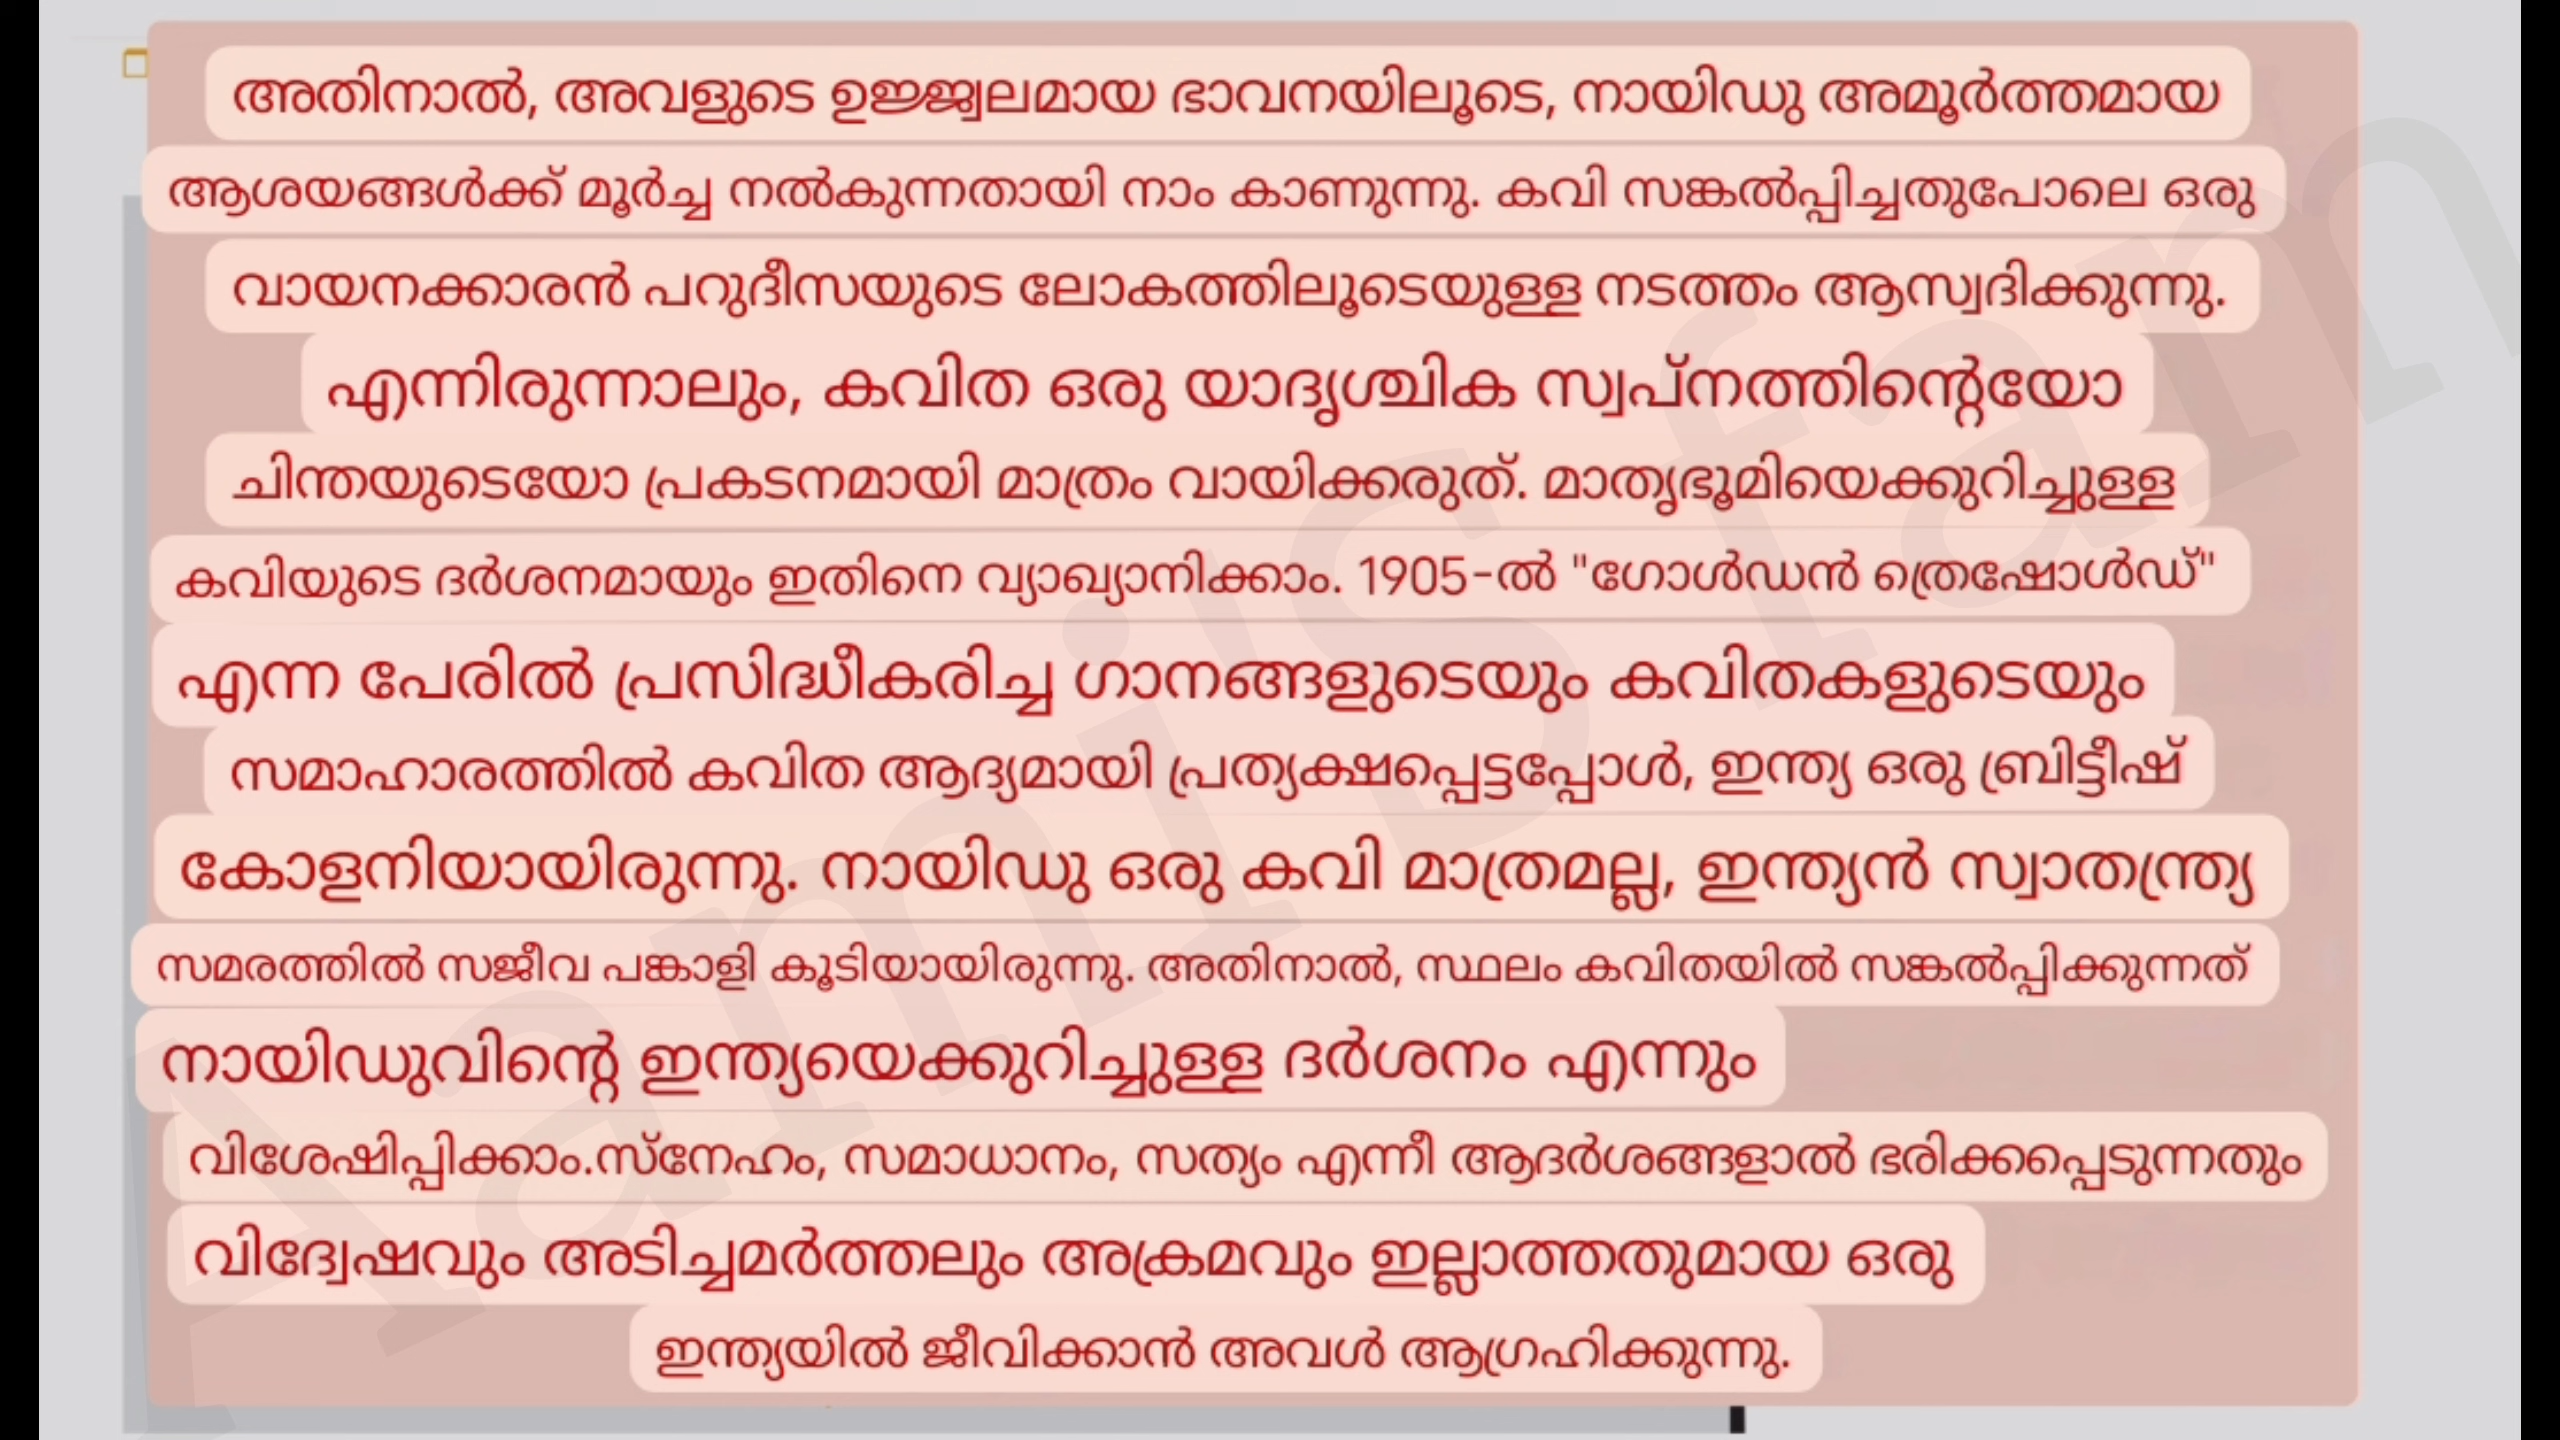 അതിനാൽ, അവളുടെ ഉജ്ജ്വലമായ ഭാവനയിലൂടെ, നായിഡു അമൂർത്തമായ
ആശയങ്ങൾക്ക് മൂർച്ച നൽകുന്നതായി നാം കാണുന്നു. കവി സങ്കൽപ്പിച്ചതുപോലെ ഒരു
വായനക്കാരൻ പറുദീസയുടെ ലോകത്തിലൂടെയുള്ള നടത്തം ആസ്വദിക്കുന്നു.
എന്നിരുന്നാലും, കവിത ഒരു യാദൃശ്ചിക സ്വപ്നത്തിന്റെയോ
ചിന്തയുടെയോ പ്രകടനമായി മാത്രം വായിക്കരുത്. മാതൃഭൂമിയെക്കുറിച്ചുള്ള
കവിയുടെ ദർശനമായും ഇതിനെ വ്യാഖ്യാനിക്കാം. 1905-ൽ "ഗോൾഡൻ ത്രെഷോൾഡ്"
എന്ന പേരിൽ പ്രസിദ്ധീകരിച്ച ഗാനങ്ങളുടെയും കവിതകളുടെയും
സമാഹാരത്തിൽ കവിത ആദ്യമായി പ്രത്യക്ഷപ്പെട്ടപ്പോൾ, ഇന്ത്യ ഒരു ബ്രിട്ടീഷ്
കോളനിയായിരുന്നു. നായിഡു ഒരു കവി മാത്രമല്ല, ഇന്ത്യൻ സ്വാതന്ത്ര്യ
സമരത്തിൽ സജീവ പങ്കാളി കൂടിയായിരുന്നു. അതിനാൽ, സ്ഥലം കവിതയിൽ സങ്കൽപ്പിക്കുന്നത്
നായിഡുവിന്റെ ഇന്ത്യയെക്കുറിച്ചുള്ള ദർശനം എന്നും
വിശേഷിപ്പിക്കാം.സ്നേഹം, സമാധാനം, സത്യം എന്നീ ആദർശങ്ങളാൽ ഭരിക്കപ്പെടുന്നതും
വിദ്വേഷവും അടിച്ചമർത്തലും അക്രമവും ഇല്ലാത്തതുമായ ഒരു
ഇന്ത്യയിൽ ജീവിക്കാൻ അവൾ ആഗ്രഹിക്കുന്നു.
Aami'S fam